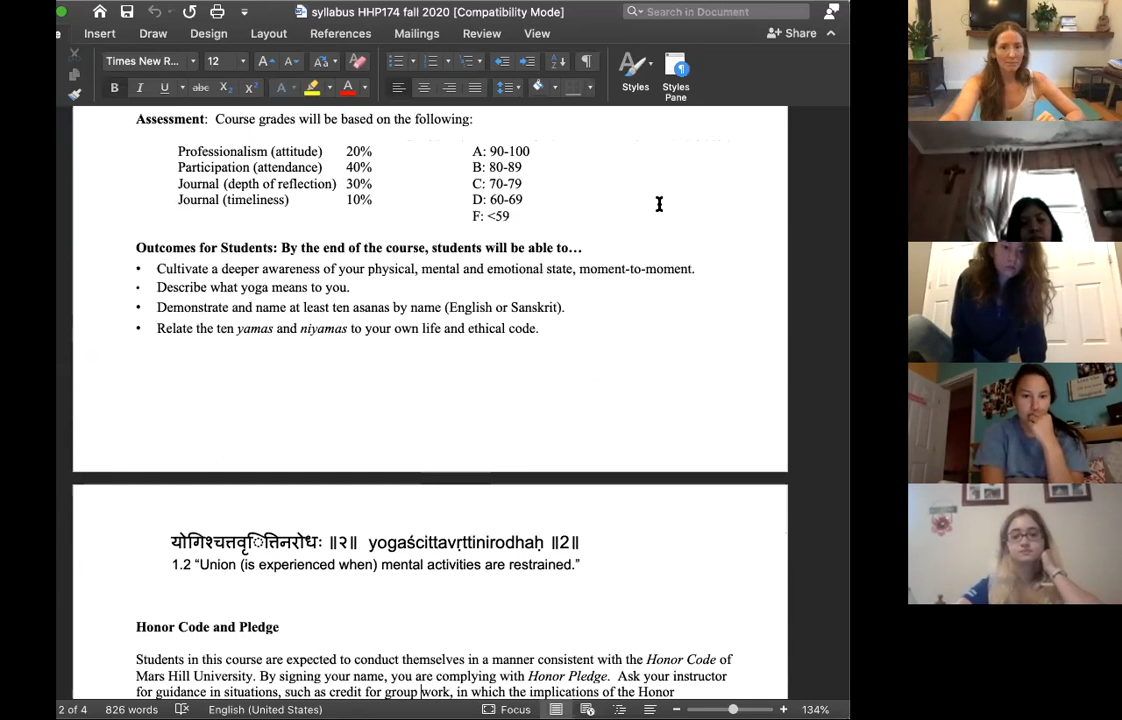 syllabus HHP174 fall 2020 [Compatibility Mode]
Search in Document
Insert Draw Design Layout References Mailings Review View
Share
Times New R... 12
Styles
Styles Pane
Assessment: Course grades will be based on the following:
Professionalism (attitude) 20% A: 90-100
Participation (attendance) 40% B: 80-89
Journal (depth of reflection) 30% C: 70-79
Journal (timeliness) 10% D: 60-69
F: <59
Outcomes for Students: By the end of the course, students will be able to…
• Cultivate a deeper awareness of your physical, mental and emotional state, moment-to-moment.
• Describe what yoga means to you.
• Demonstrate and name at least ten asanas by name (English or Sanskrit).
• Relate the ten yamas and niyamas to your own life and ethical code.
॥२॥ yogaścittavṛttinirodhaḥ ॥2॥
1.2 “Union (is experienced when) mental activities are restrained.”
Honor Code and Pledge
Students in this course are expected to conduct themselves in a manner consistent with the Honor Code of
Mars Hill University. By signing your name, you are complying with Honor Pledge. Ask your instructor
for guidance in situations, such as credit for group work, in which the implications of the Honor
2 of 4 826 words English (United States) Focus 134%